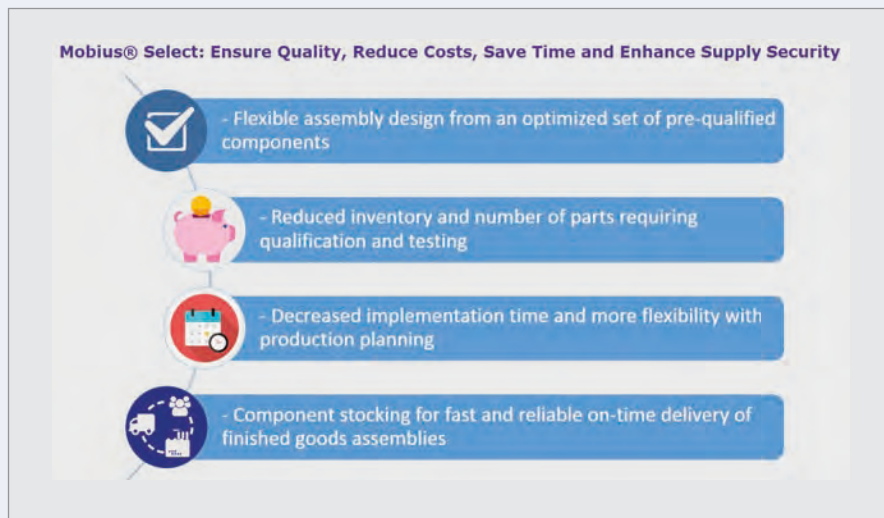 Mobius® Select: Ensure Quality, Reduce Costs, Save Time and Enhance Supply Security
- Flexible assembly design from an optimized set of pre-qualified
components
- Reduced inventory and number of parts requiring
qualification and testing
- Decreased implementation time and more flexibility with
production planning
- Component stocking for fast and reliable on-time delivery of
finished goods assemblies